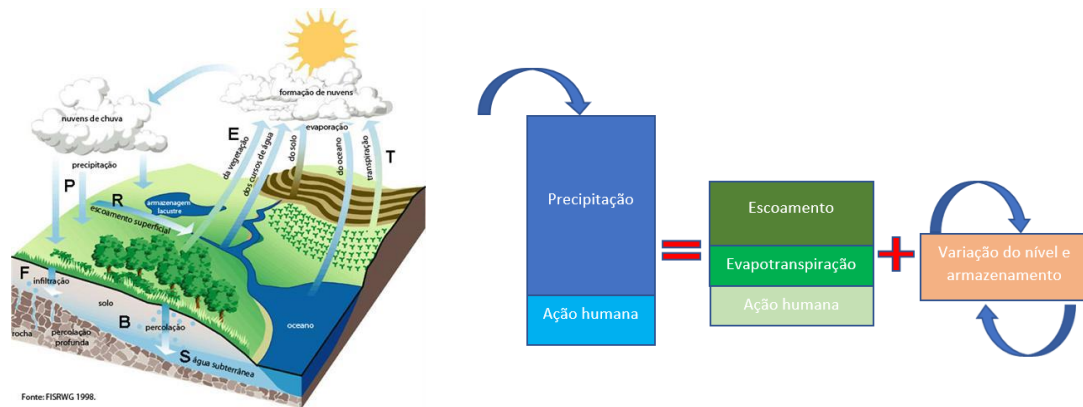 formação de nuvens
nuvens de chuva
evaporação
E
da vegetação
dos cursos de água
do solo
do oceano
transpiração
T
precipitação
P
R
armazenagem
lacustre
escoamento superficial
F
infiltração
solo
B
percolação
rocha
percolação
profunda
S água subterrânea
oceano
Fonte: FISRWG 1998.
Precipitação
Ação humana
=
Escoamento
Evapotranspiração
Ação humana
+
Variação do nível e
armazenamento